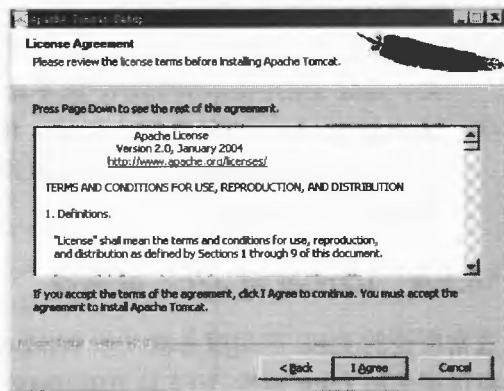 Apache Tomcat Setup
License Agreement
Please review the license terms before installing Apache Tomcat.
Press Page Down to see the rest of the agreement.
Apache License
Version 2.0, January 2004
http://www.apache.org/licenses/
TERMS AND CONDITIONS FOR USE, REPRODUCTION, AND DISTRIBUTION
1. Definitions.
"License" shall mean the terms and conditions for use, reproduction,
and distribution as defined by Sections 1 through 9 of this document.
If you accept the terms of the agreement, click I Agree to continue. You must accept the
agreement to install Apache Tomcat.
< Back
I Agree
Cancel